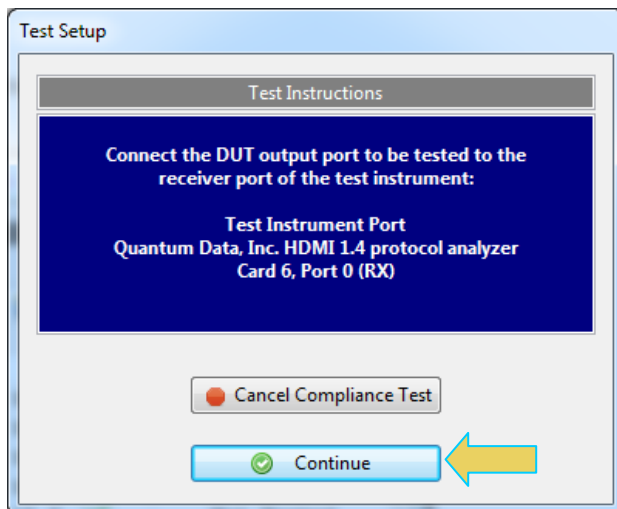 Test Setup
Test Instructions
Connect the DUT output port to be tested to the
receiver port of the test instrument:
Test Instrument Port
Quantum Data, Inc. HDMI 1.4 protocol analyzer
Card 6, Port 0 (RX)
Cancel Compliance Test
Continue